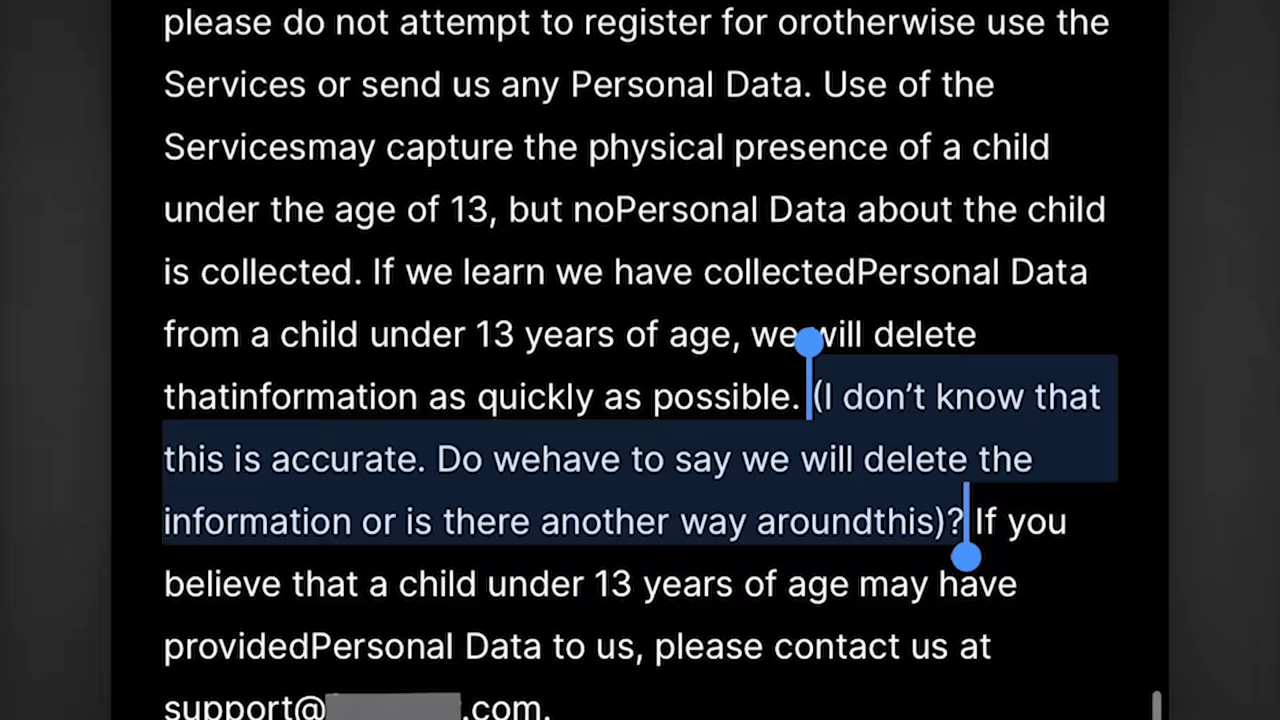 please do not attempt to register for orotherwise use the
Services or send us any Personal Data. Use of the
Servicesmay capture the physical presence of a child
under the age of 13, but noPersonal Data about the child
is collected. If we learn we have collectedPersonal Data
from a child under 13 years of age, we will delete
thatinformation as quickly as possible. (I don’t know that
this is accurate. Do wehave to say we will delete the
information or is there another way aroundthis)? If you
believe that a child under 13 years of age may have
providedPersonal Data to us, please contact us at
support@ .com.